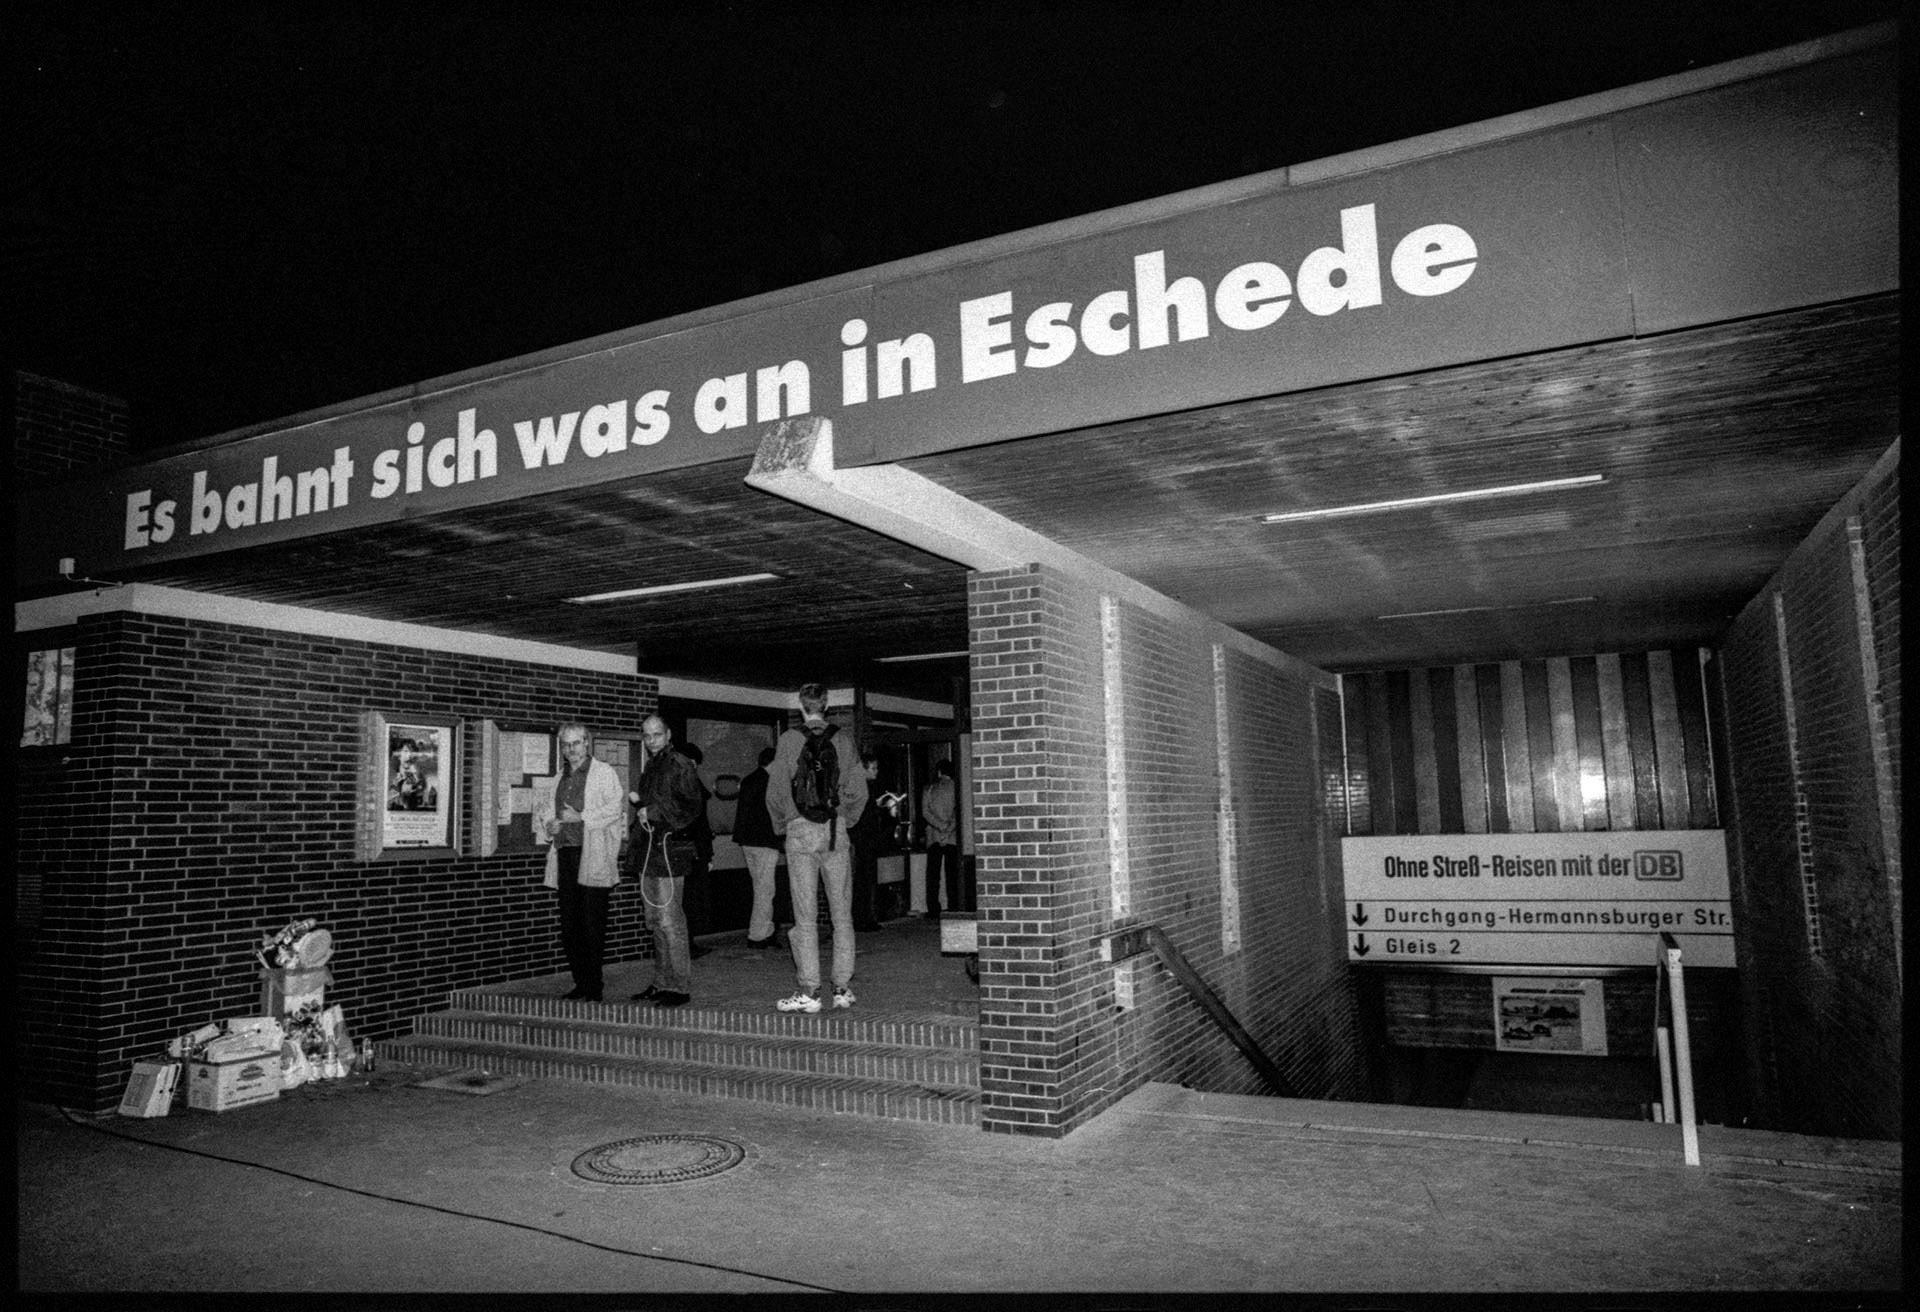 Es bahnt sich was an in Eschede
Ohne Streß-Reisen mit der DB
↓ Durchgang-Hermannsburger Str.
↓ Gleis 2